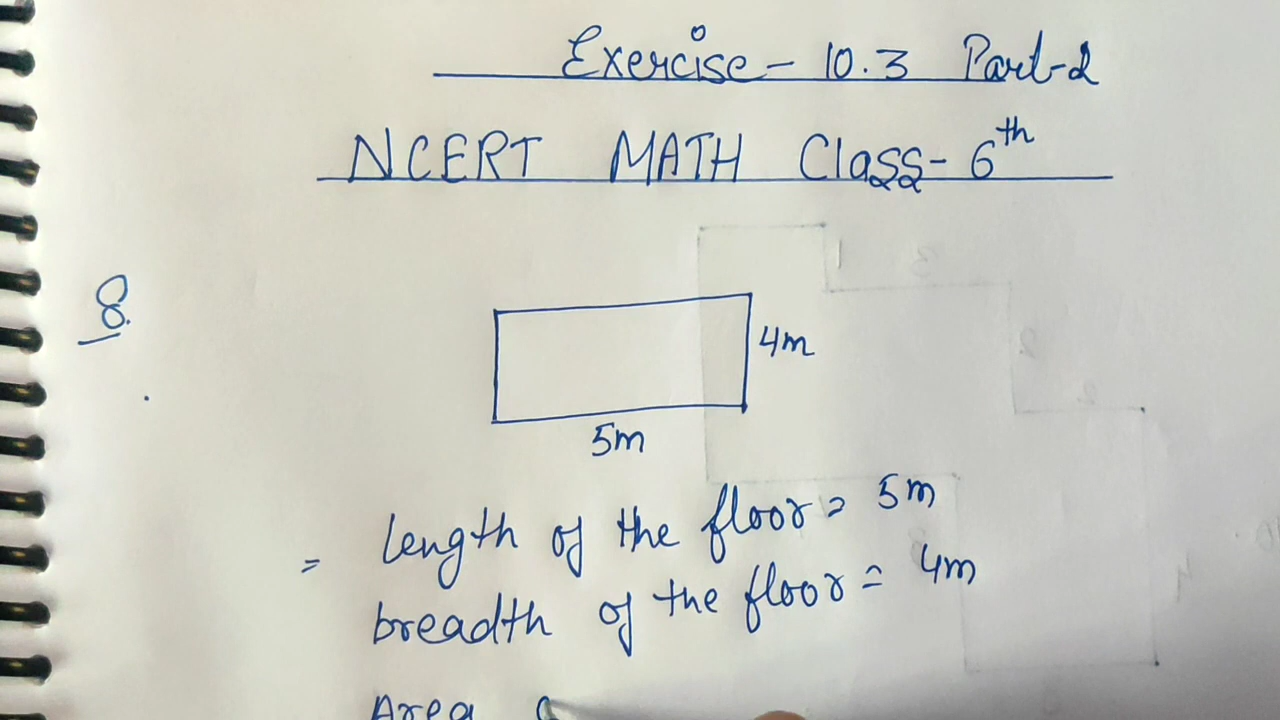 Exercise - 10.3 Part-2
NCERT MATH Class- 6th
8.
4m
5m
= length of the floor = 5m
breadth of the floor = 4m
Area